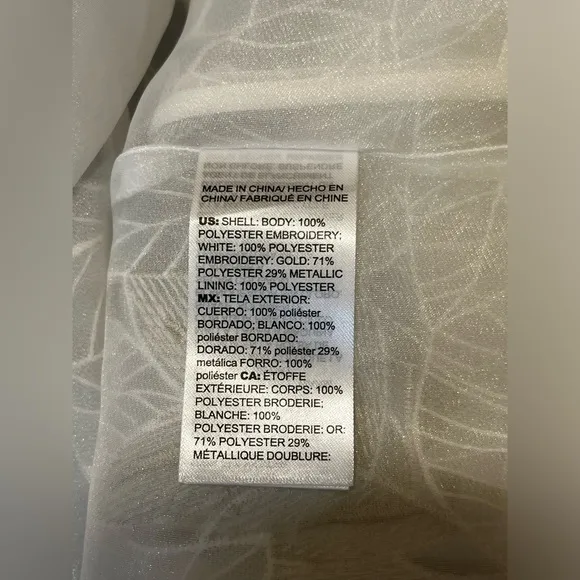 MADE IN CHINA/ HECHO EN
CHINA/ FABRIQUÉ EN CHINE
US: SHELL: BODY: 100%
POLYESTER EMBROIDERY;
WHITE: 100% POLYESTER
EMBROIDERY: GOLD: 71%
POLYESTER 29% METALLIC
LINING: 100% POLYESTER
MX: TELA EXTERIOR:
CUERPO: 100% poliéster
BORDADO; BLANCO: 100%
poliéster BORDADO:
DORADO: 71% poliéster 29%
metálica FORRO: 100%
poliéster CA: ÉTOFFE
EXTÉRIEURE: CORPS: 100%
POLYESTER BRODERIE;
BLANCHE: 100%
POLYESTER BRODERIE: OR:
71% POLYESTER 29%
MÉTALLIQUE DOUBLURE: